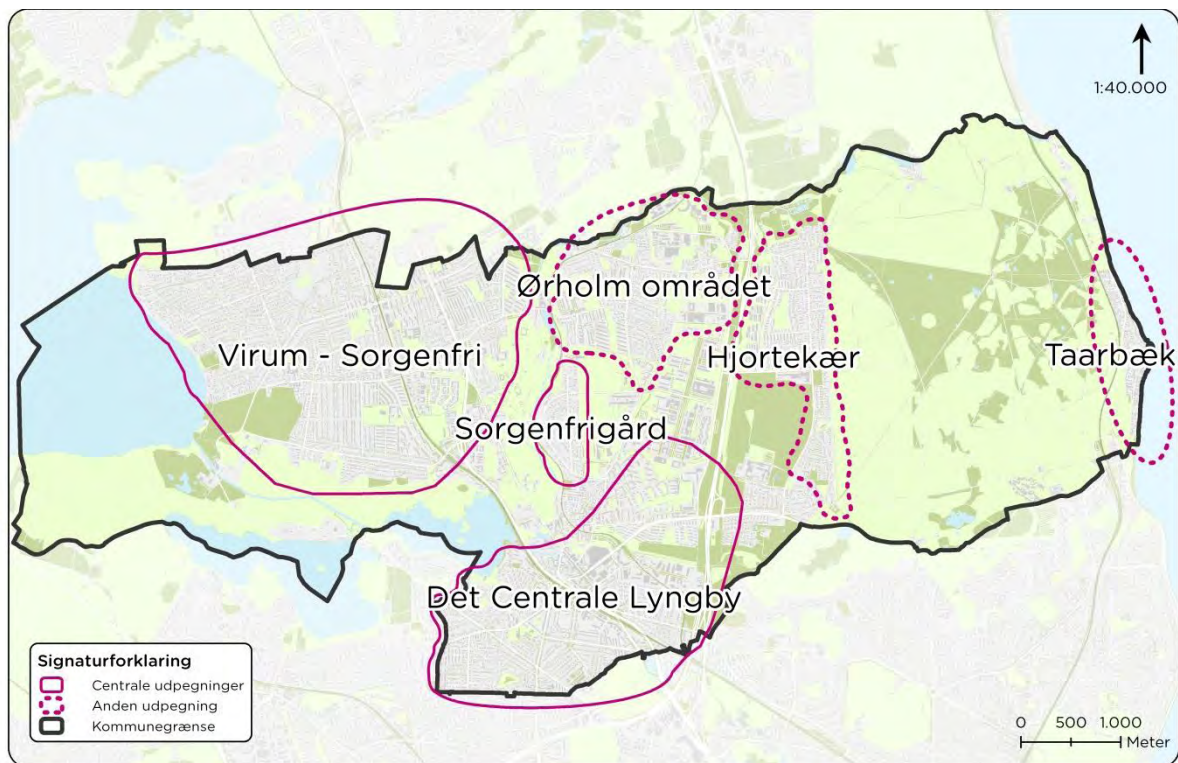 1:40.000
Ørholm området
Virum - Sorgenfri
Hjortekær
Taarbæk
Sorgenfrigård
Det Centrale Lyngby
Signaturforklaring
Centrale udpegninger
Anden udpegning
Kommunegrænse
0 500 1.000
Meter